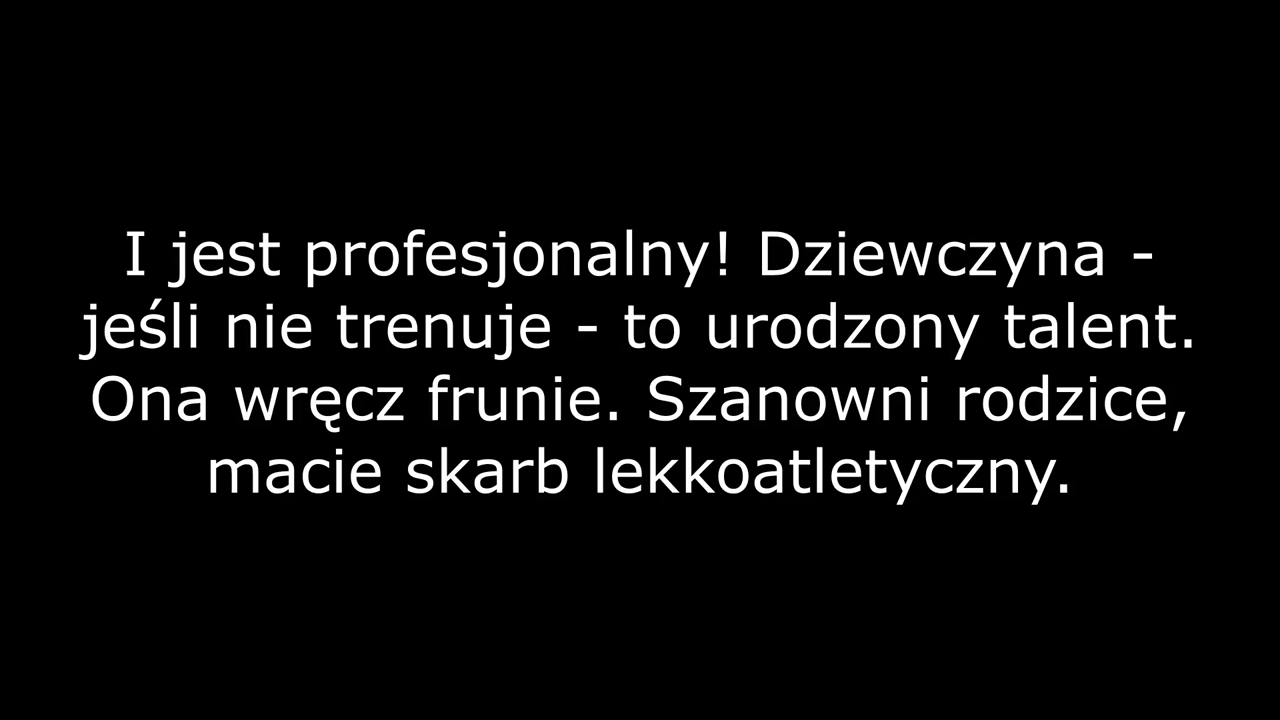 I jest profesjonalny! Dziewczyna -
jeśli nie trenuje - to urodzony talent.
Ona wręcz frunie. Szanowni rodzice,
macie skarb lekkoatletyczny.